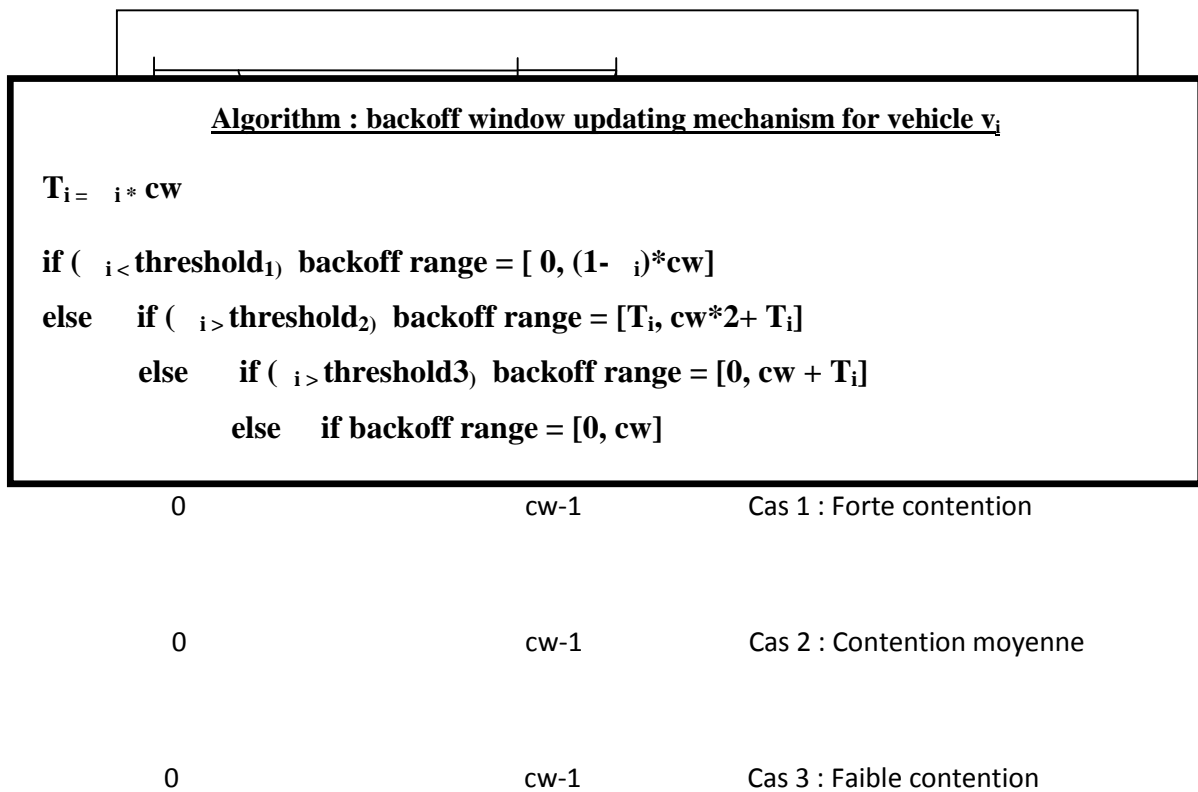 Algorithm : backoff window updating mechanism for vehicle vi
Ti = i * cw
if ( i < threshold1) backoff range = [ 0, (1- i)*cw]
else if ( i > threshold2) backoff range = [Ti, cw*2+ Ti]
else if ( i > threshold3) backoff range = [0, cw + Ti]
else if backoff range = [0, cw]
0 cw-1 Cas 1 : Forte contention
0 cw-1 Cas 2 : Contention moyenne
0 cw-1 Cas 3 : Faible contention